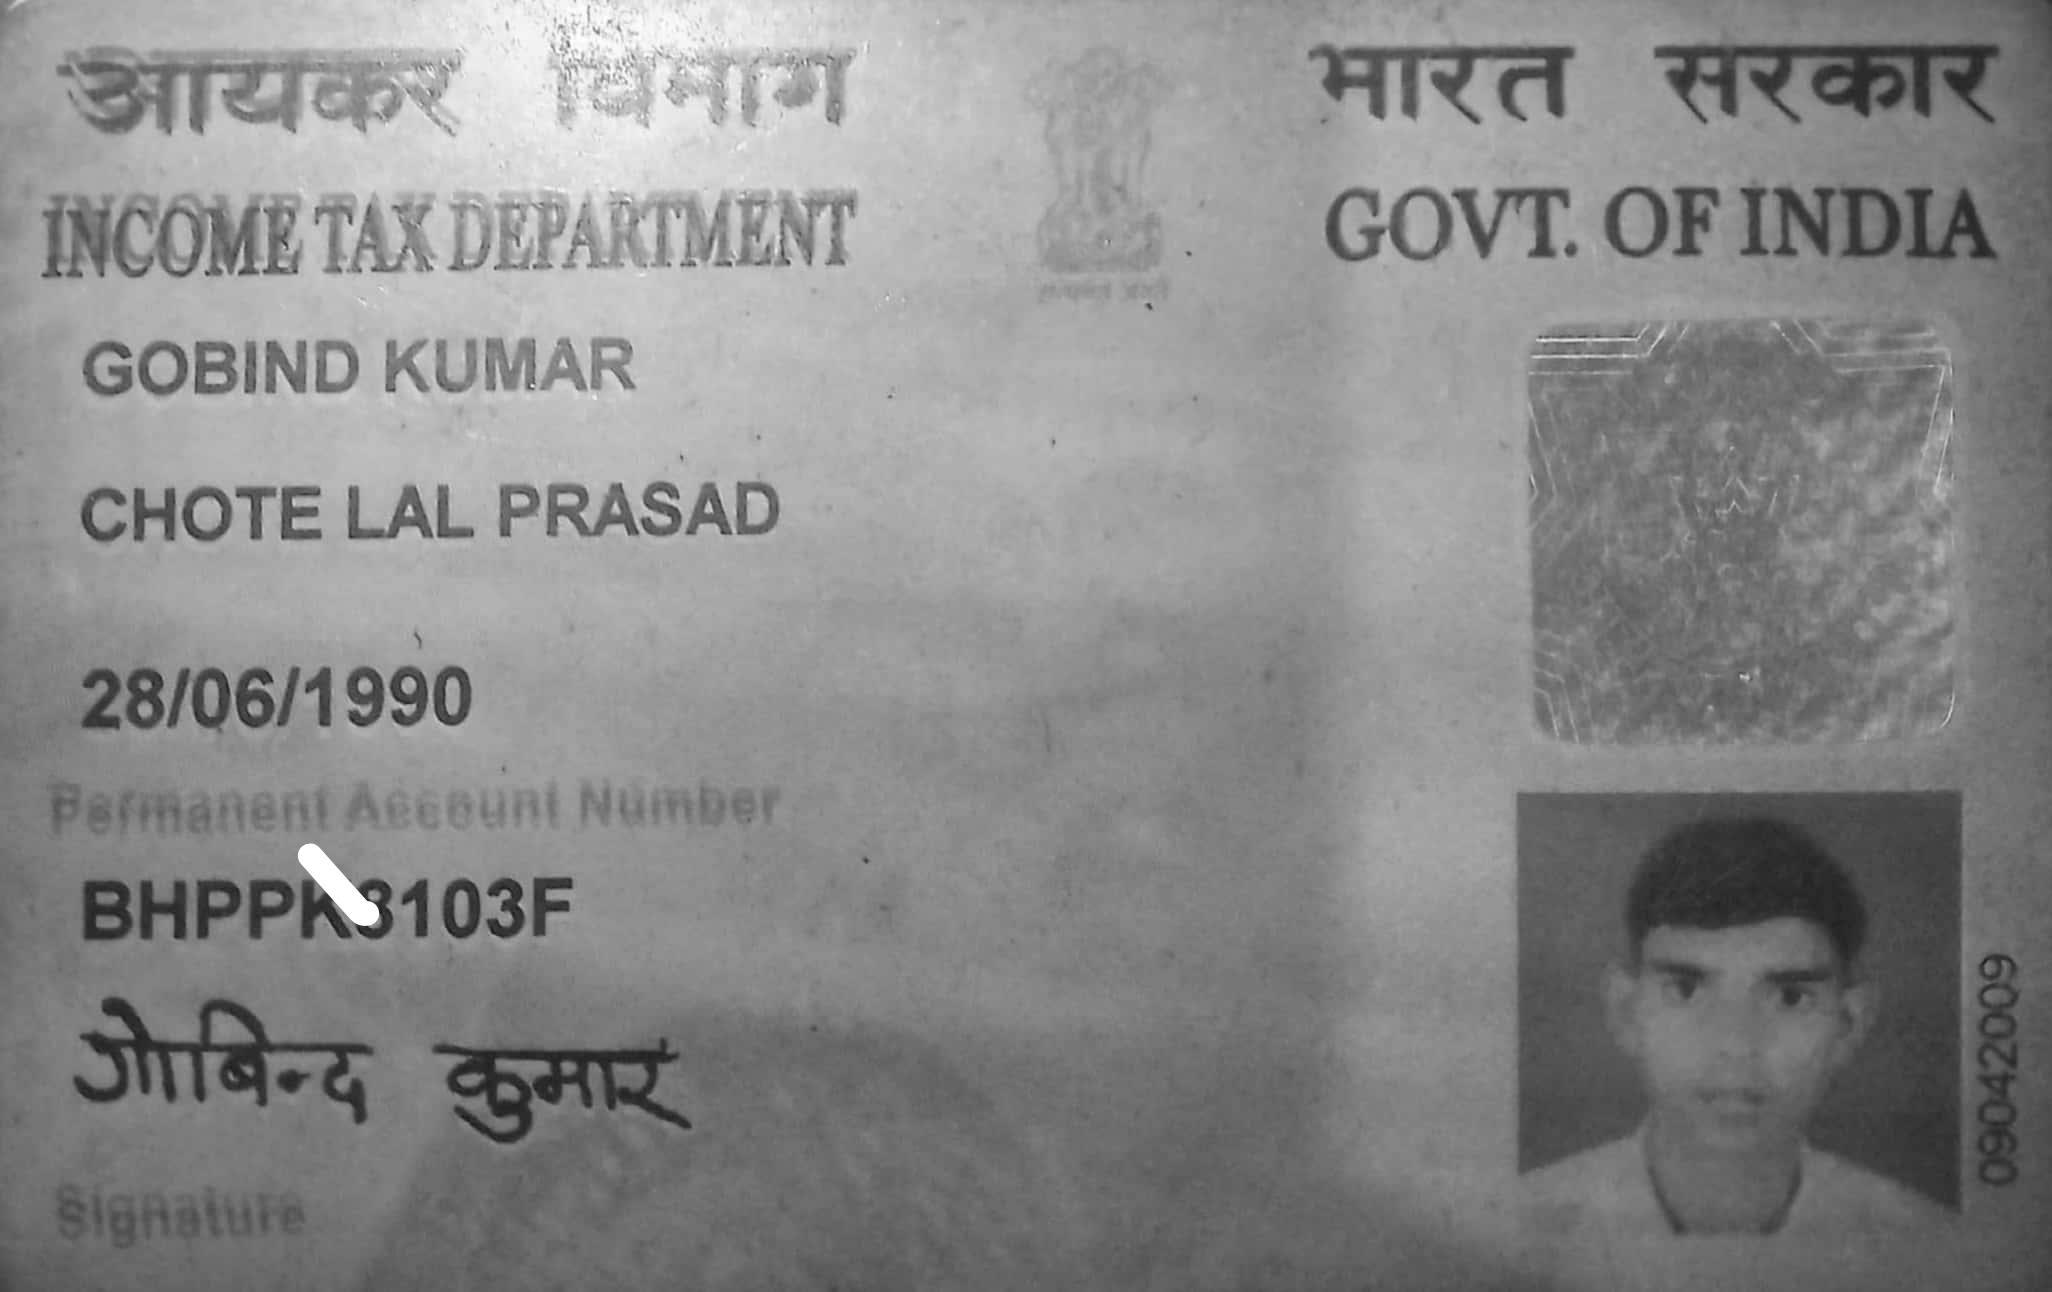 आयकर विभाग भारत सरकार
INCOME TAX DEPARTMENT GOVT. OF INDIA
GOBIND KUMAR
CHOTE LAL PRASAD
28/06/1990
Permanent Account Number
गोबिन्द कुमार
Signature
09042009